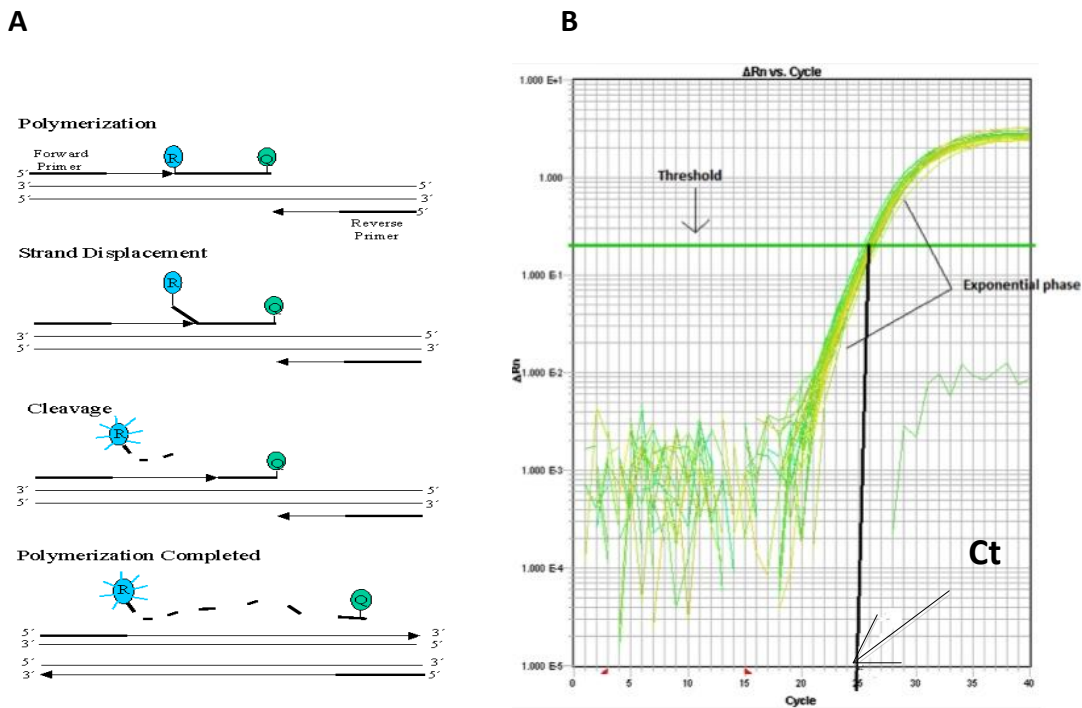 A
Polymerization
Forward
Primer
R
Q
5´
3´ 5´
5´ 3´
5´
Reverse
Primer
Strand Displacement
R
Q
3´ 5´
5´ 3´
Cleavage
R
Q
3´ 5´
5´ 3´
Polymerization Completed
R
Q
5´ 3´
3´ 5´
5´ 3´
3´ 5´
B
ΔRn vs. Cycle
1.000 E+1
1.000
1.000 E-1
1.000 E-2
1.000 E-3
1.000 E-4
1.000 E-5
ΔRn
Threshold
Exponential phase
Ct
0 5 10 15 20 25 30 35 40
Cycle